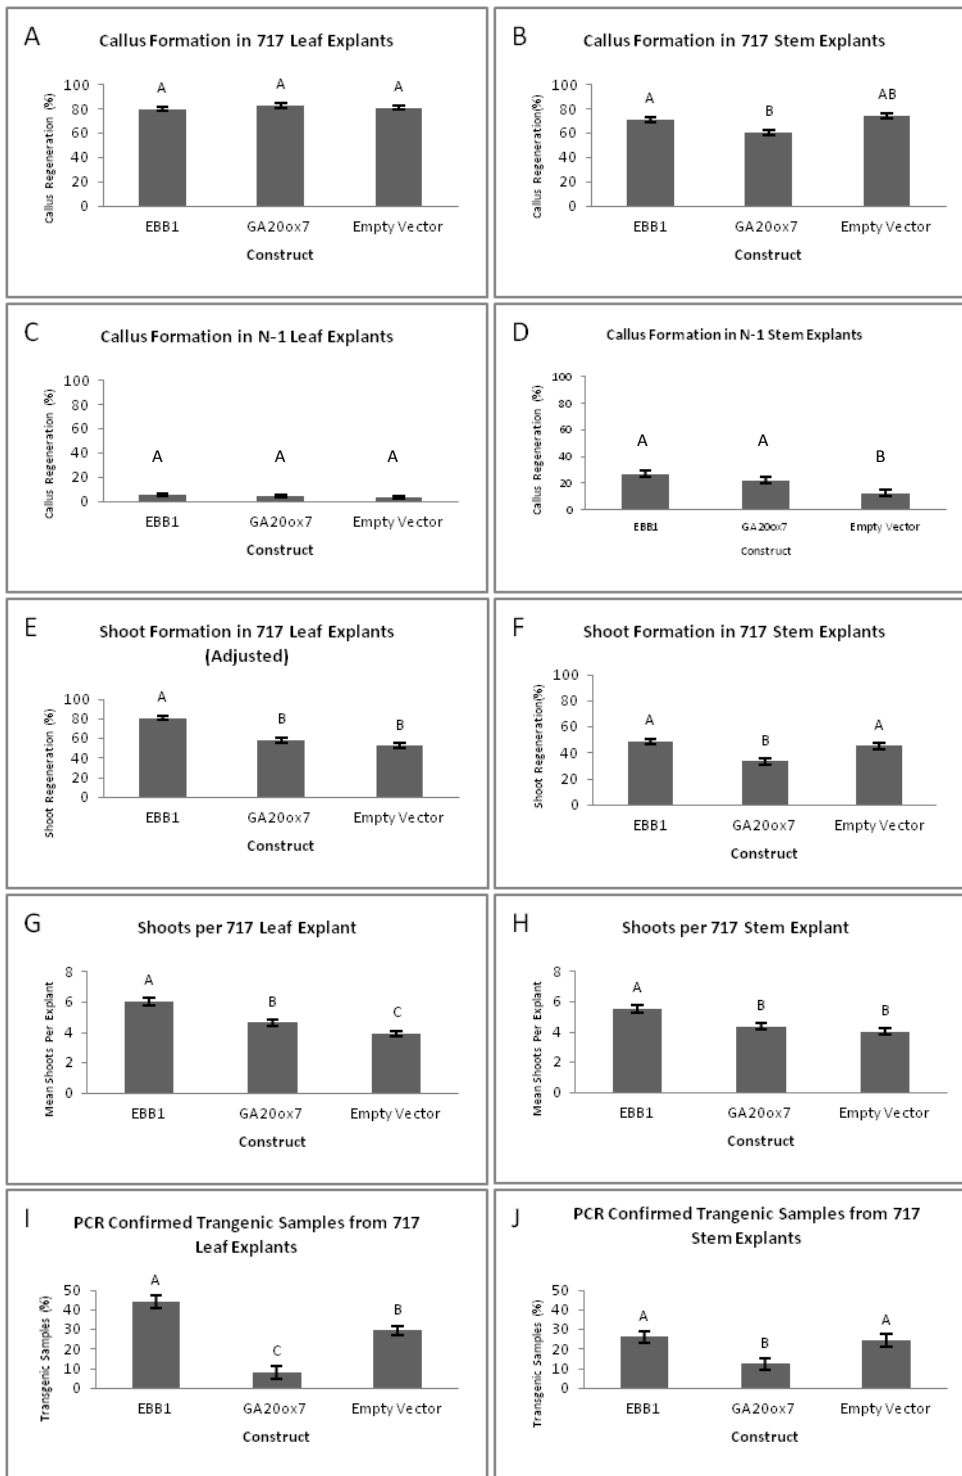 A
Callus Formation in 717 Leaf Explants
Callus Regeneration (%)
100
80
60
40
20
0
A
A
A
EBB1
GA20ox7
Empty Vector
Construct
B
Callus Formation in 717 Stem Explants
Callus Regeneration(%)
100
80
60
40
20
0
A
B
AB
EBB1
GA20ox7
Empty Vector
Construct
C
Callus Formation in N-1 Leaf Explants
Callus Regeneration (%)
100
80
60
40
20
0
A
A
A
EBB1
GA20ox7
Empty Vector
Construct
D
Callus Formation in N-1 Stem Explants
Callus Regeneration (%)
100
80
60
40
20
0
A
A
B
EBB1
GA20ox7
Empty Vector
Construct
E
Shoot Formation in 717 Leaf Explants
(Adjusted)
Shoot Regeneration (%)
100
80
60
40
20
0
A
B
B
EBB1
GA20ox7
Empty Vector
Construct
F
Shoot Formation in 717 Stem Explants
Shoot Regeneration(%)
100
80
60
40
20
0
A
B
A
EBB1
GA20ox7
Empty Vector
Construct
G
Shoots per 717 Leaf Explant
Mean Shoots Per Explant
8
6
4
2
0
A
B
C
EBB1
GA20ox7
Empty Vector
Construct
H
Shoots per 717 Stem Explant
Mean Shoots Per Explant
8
6
4
2
0
A
B
B
EBB1
GA20ox7
Empty Vector
Construct
I
PCR Confirmed Trangenic Samples from 717
Leaf Explants
Transgenic Samples (%)
50
40
30
20
10
0
A
C
B
EBB1
GA20ox7
Empty Vector
Construct
J
PCR Confirmed Trangenic Samples from 717
Stem Explants
Transgenic Samples (%)
50
40
30
20
10
0
A
B
A
EBB1
GA20ox7
Empty Vector
Construct